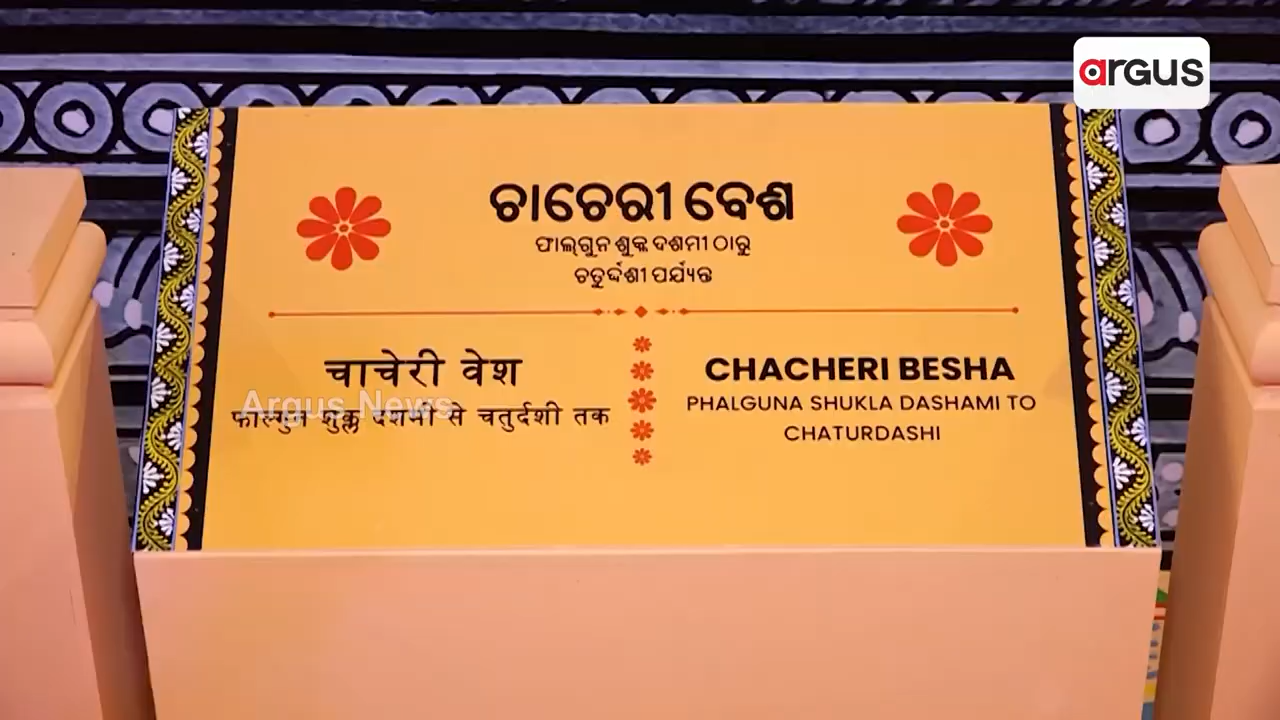 argus
ଚାଚେରୀ ବେଶ
ଫାଲ୍‌ଗୁନ ଶୁକ୍ଳ ଦଶମୀ ଠାରୁ
ଚତୁର୍ଦ୍ଦଶୀ ପର୍ଯ୍ୟନ୍ତ
चाचेरी वेश
फाल्गुन शुक्ल दशमी से चतुर्दशी तक
Argus News
CHACHERI BESHA
PHALGUNA SHUKLA DASHAMI TO
CHATURDASHI